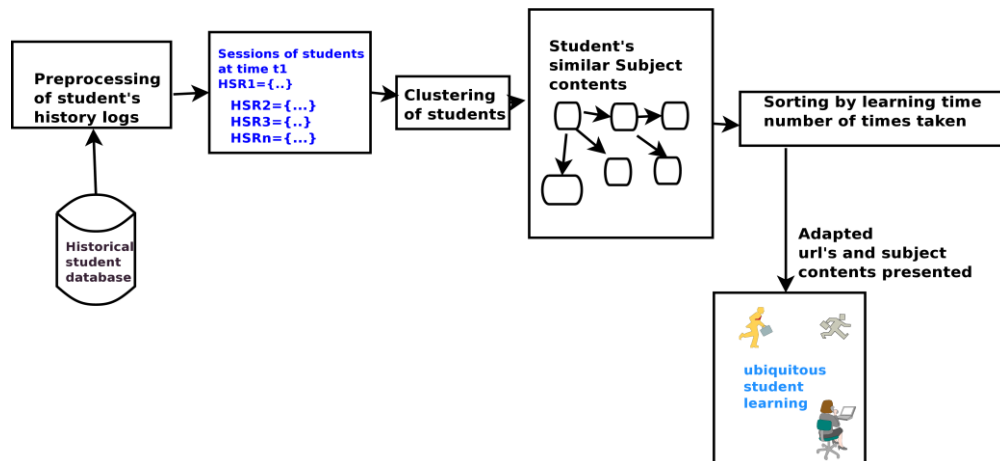 Preprocessing
of student's
history logs
Historical
student
database
Sessions of students
at time t1
HSR1={..}
HSR2={...}
HSR3={..}
HSRn={...}
Clustering
of students
Student's
similar Subject
contents
Sorting by learning time
number of times taken
Adapted
url's and subject
contents presented
ubiquitous
student
learning